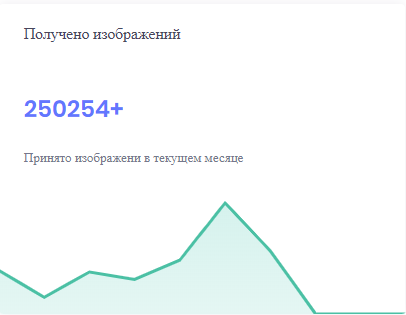 Получено изображений
250254+
Принято изображени в текущем месяце